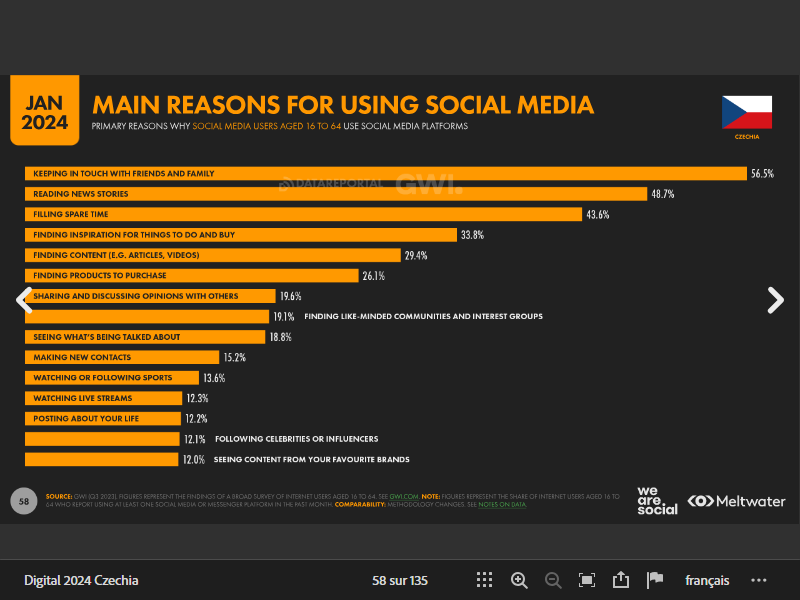 JAN
2024
MAIN REASONS FOR USING SOCIAL MEDIA
PRIMARY REASONS WHY SOCIAL MEDIA USERS AGED 16 TO 64 USE SOCIAL MEDIA PLATFORMS
CZECHIA
KEEPING IN TOUCH WITH FRIENDS AND FAMILY 56.5%
DATAREPORTAL GWI.
READING NEWS STORIES 48.7%
FILLING SPARE TIME 43.6%
FINDING INSPIRATION FOR THINGS TO DO AND BUY 33.8%
FINDING CONTENT (E.G. ARTICLES, VIDEOS) 29.4%
FINDING PRODUCTS TO PURCHASE 26.1%
SHARING AND DISCUSSING OPINIONS WITH OTHERS 19.6%
19.1% FINDING LIKE-MINDED COMMUNITIES AND INTEREST GROUPS
SEEING WHAT'S BEING TALKED ABOUT 18.8%
MAKING NEW CONTACTS 15.2%
WATCHING OR FOLLOWING SPORTS 13.6%
WATCHING LIVE STREAMS 12.3%
POSTING ABOUT YOUR LIFE 12.2%
12.1% FOLLOWING CELEBRITIES OR INFLUENCERS
12.0% SEEING CONTENT FROM YOUR FAVOURITE BRANDS
58
SOURCE: GWI (Q3 2023). FIGURES REPRESENT THE FINDINGS OF A BROAD SURVEY OF INTERNET USERS AGED 16 TO 64. SEE GWI.COM. NOTE: FIGURES REPRESENT THE SHARE OF INTERNET USERS AGED 16 TO
64 WHO REPORT USING AT LEAST ONE SOCIAL MEDIA OR MESSENGER PLATFORM IN THE PAST MONTH. COMPARABILITY: METHODOLOGY CHANGES. SEE NOTES ON DATA.
we
are.
social
Meltwater
Digital 2024 Czechia
58 sur 135
français